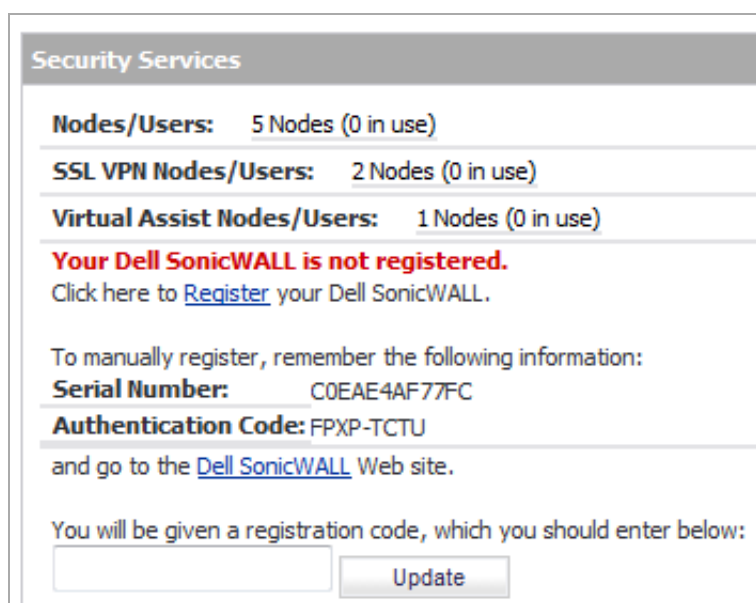 Security Services
Nodes/Users: 5 Nodes (0 in use)
SSL VPN Nodes/Users: 2 Nodes (0 in use)
Virtual Assist Nodes/Users: 1 Nodes (0 in use)
Your Dell SonicWALL is not registered.
Click here to Register your Dell SonicWALL.
To manually register, remember the following information:
Serial Number: C0EAE4AF77FC
Authentication Code: FPXP-TCTU
and go to the Dell SonicWALL Web site.
You will be given a registration code, which you should enter below:
Update